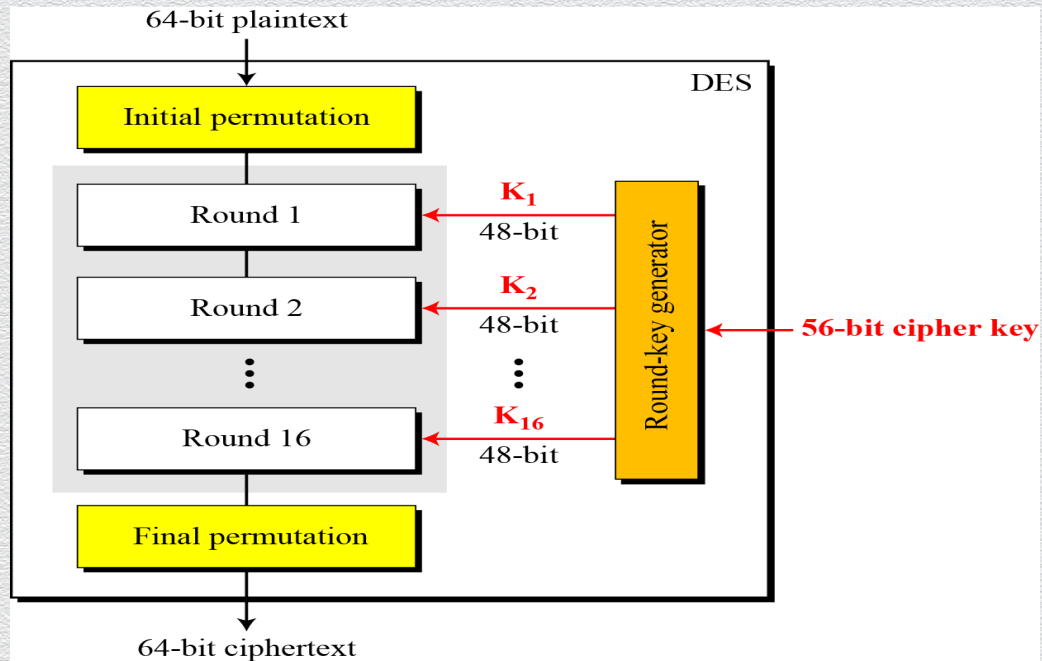 64-bit plaintext
DES
Initial permutation
K₁
Round 1
48-bit
K₂
Round 2
48-bit
Round-key generator
56-bit cipher key
K₁₆
Round 16
48-bit
Final permutation
64-bit ciphertext